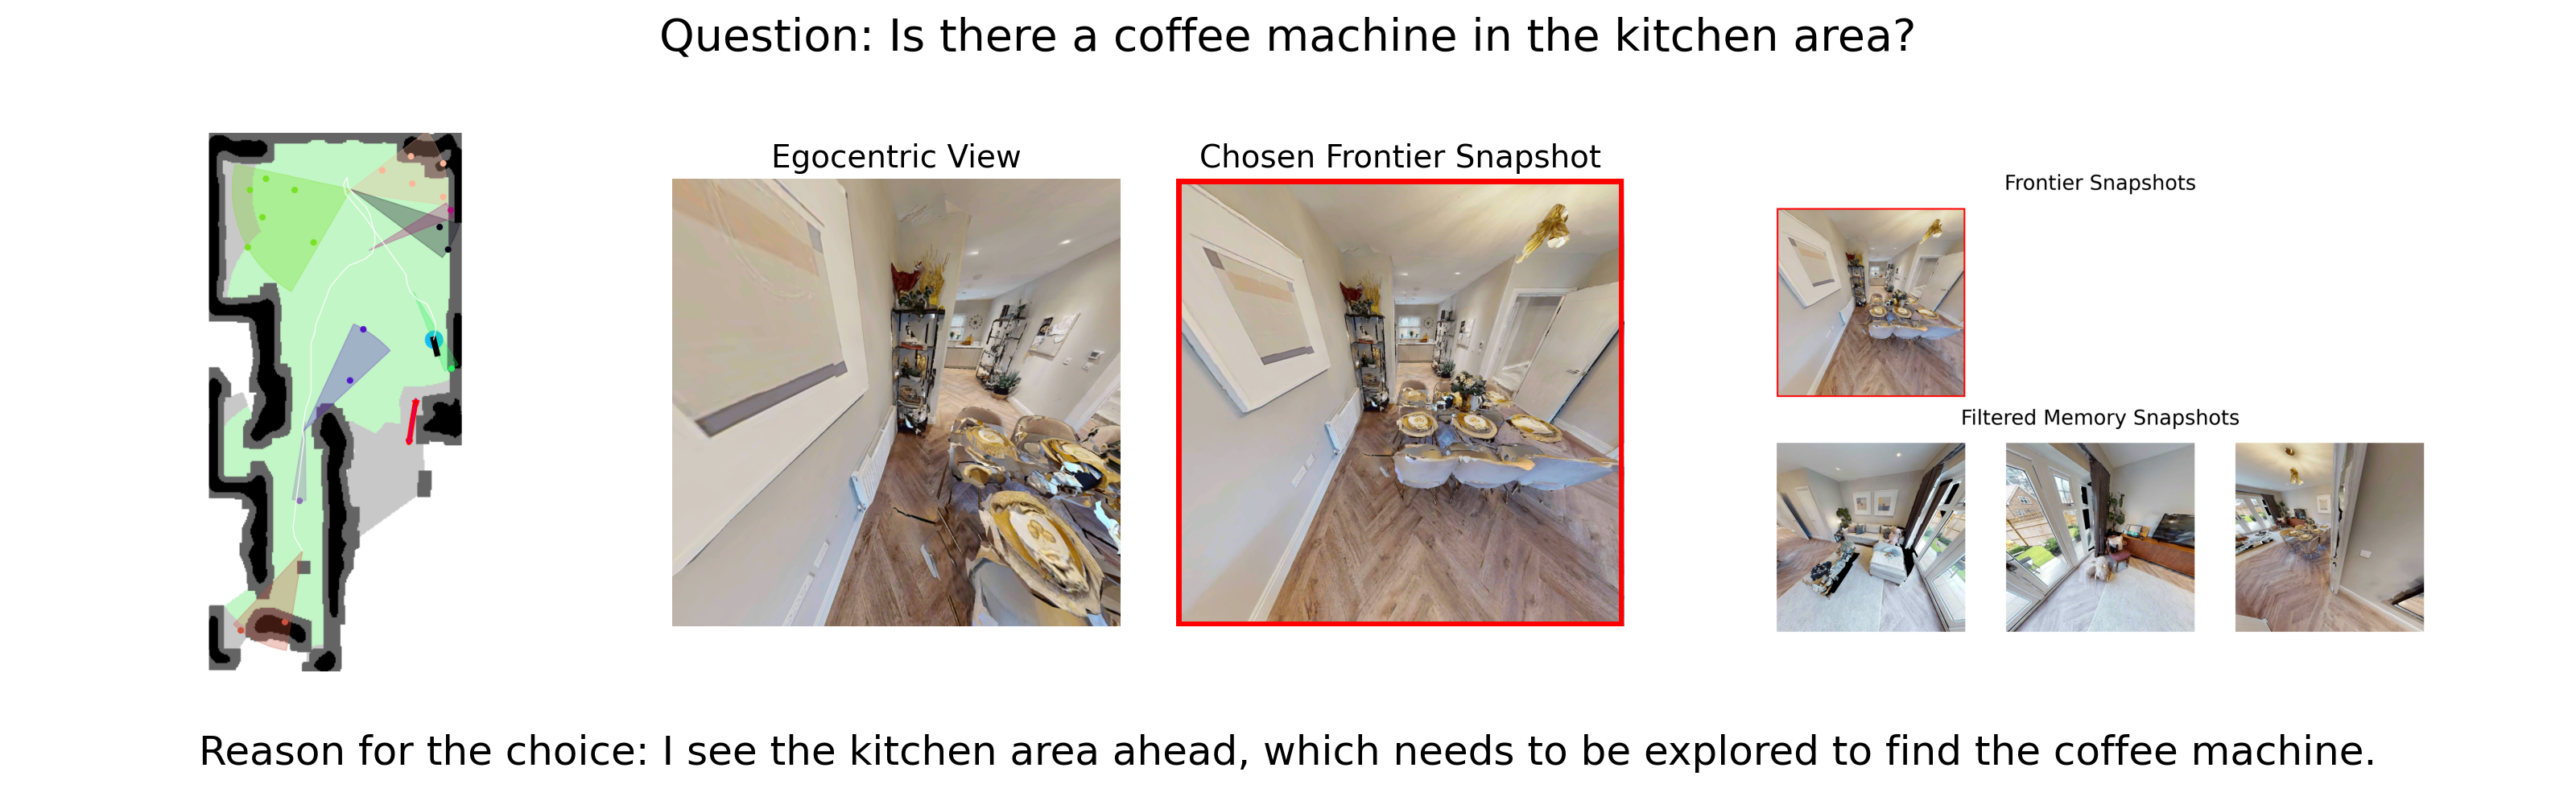 Question: Is there a coffee machine in the kitchen area?
Egocentric View
Chosen Frontier Snapshot
Frontier Snapshots
Filtered Memory Snapshots
Reason for the choice: I see the kitchen area ahead, which needs to be explored to find the coffee machine.